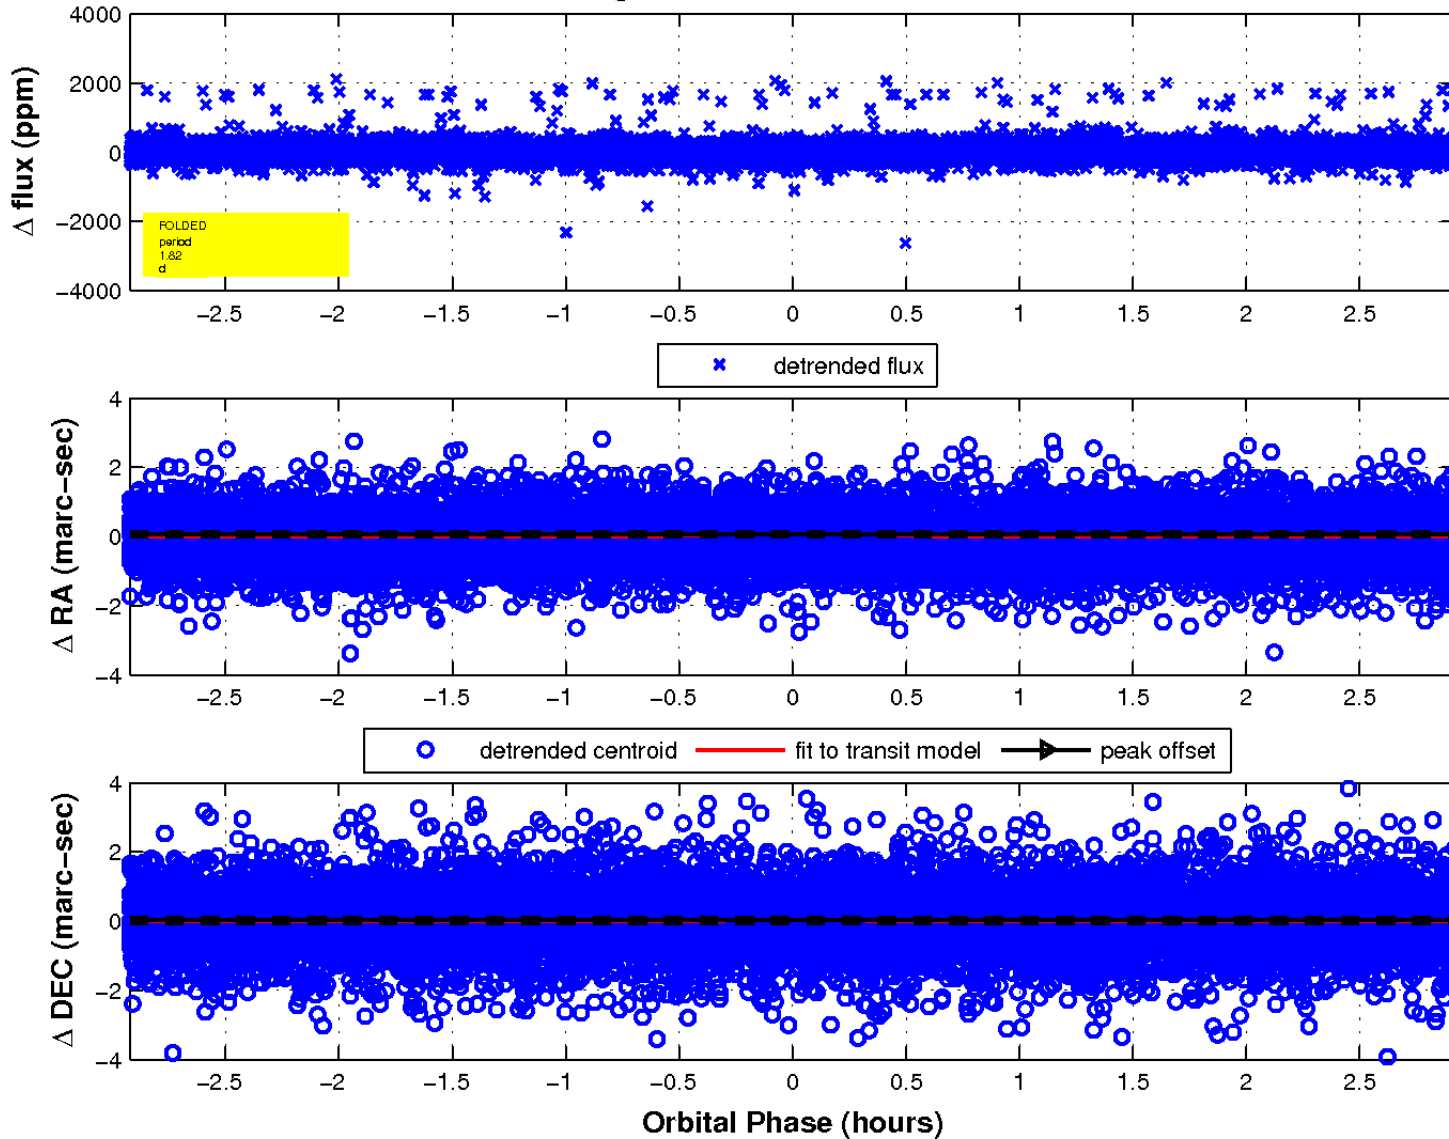 4000
2000
0
−2000
−4000
Δ flux (ppm)
FOLDED
period
1.82
d
−2.5 −2 −1.5 −1 −0.5 0 0.5 1 1.5 2 2.5
detrended flux
4
2
0
−2
−4
Δ RA (marc−sec)
−2.5 −2 −1.5 −1 −0.5 0 0.5 1 1.5 2 2.5
detrended centroid fit to transit model peak offset
4
2
0
−2
−4
Δ DEC (marc−sec)
−2.5 −2 −1.5 −1 −0.5 0 0.5 1 1.5 2 2.5
Orbital Phase (hours)